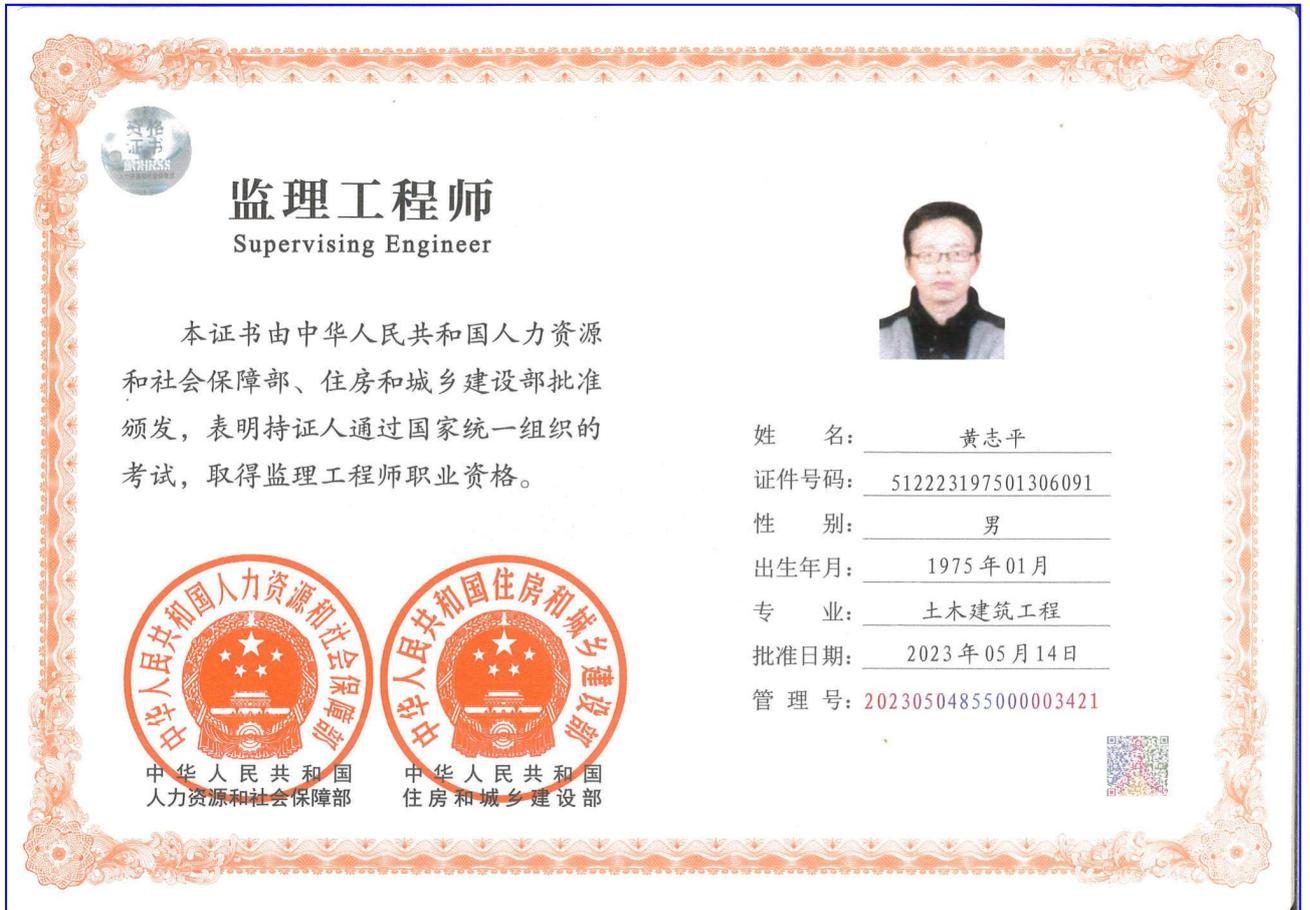 资格
证书
监理工程师
Supervising Engineer
本证书由中华人民共和国人力资源
和社会保障部、住房和城乡建设部批准
颁发，表明持证人通过国家统一组织的
考试，取得监理工程师职业资格。
中华人民共和国人力资源和社会保障部
中华人民共和国住房和城乡建设部
中华人民共和国
人力资源和社会保障部
中华人民共和国
住房和城乡建设部
姓名：黄志平
证件号码：512223197501306091
性别：男
出生年月：1975年01月
专业：土木建筑工程
批准日期：2023年05月14日
管理号：20230504855000003421